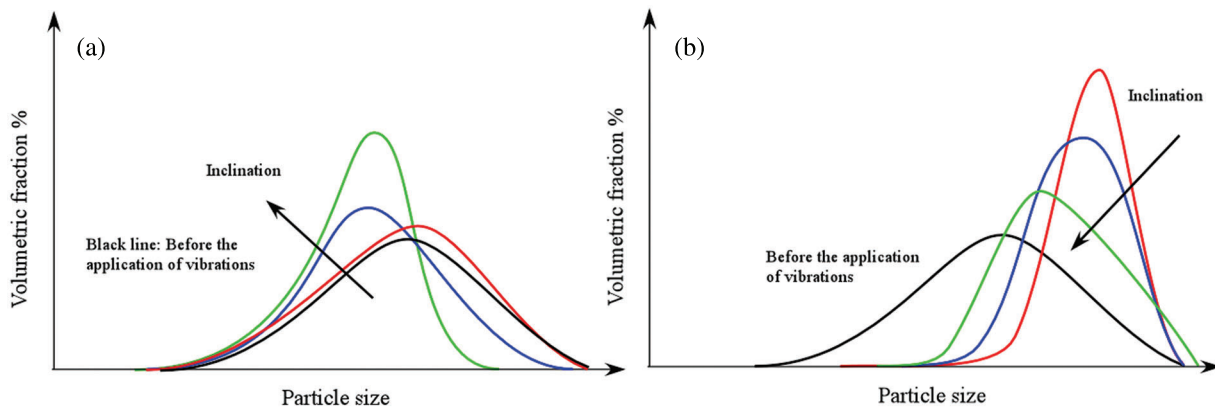 (a)
Volumetric fraction %
Inclination
Black line: Before the
application of vibrations
Particle size
(b)
Volumetric fraction %
Inclination
Before the application
of vibrations
Particle size